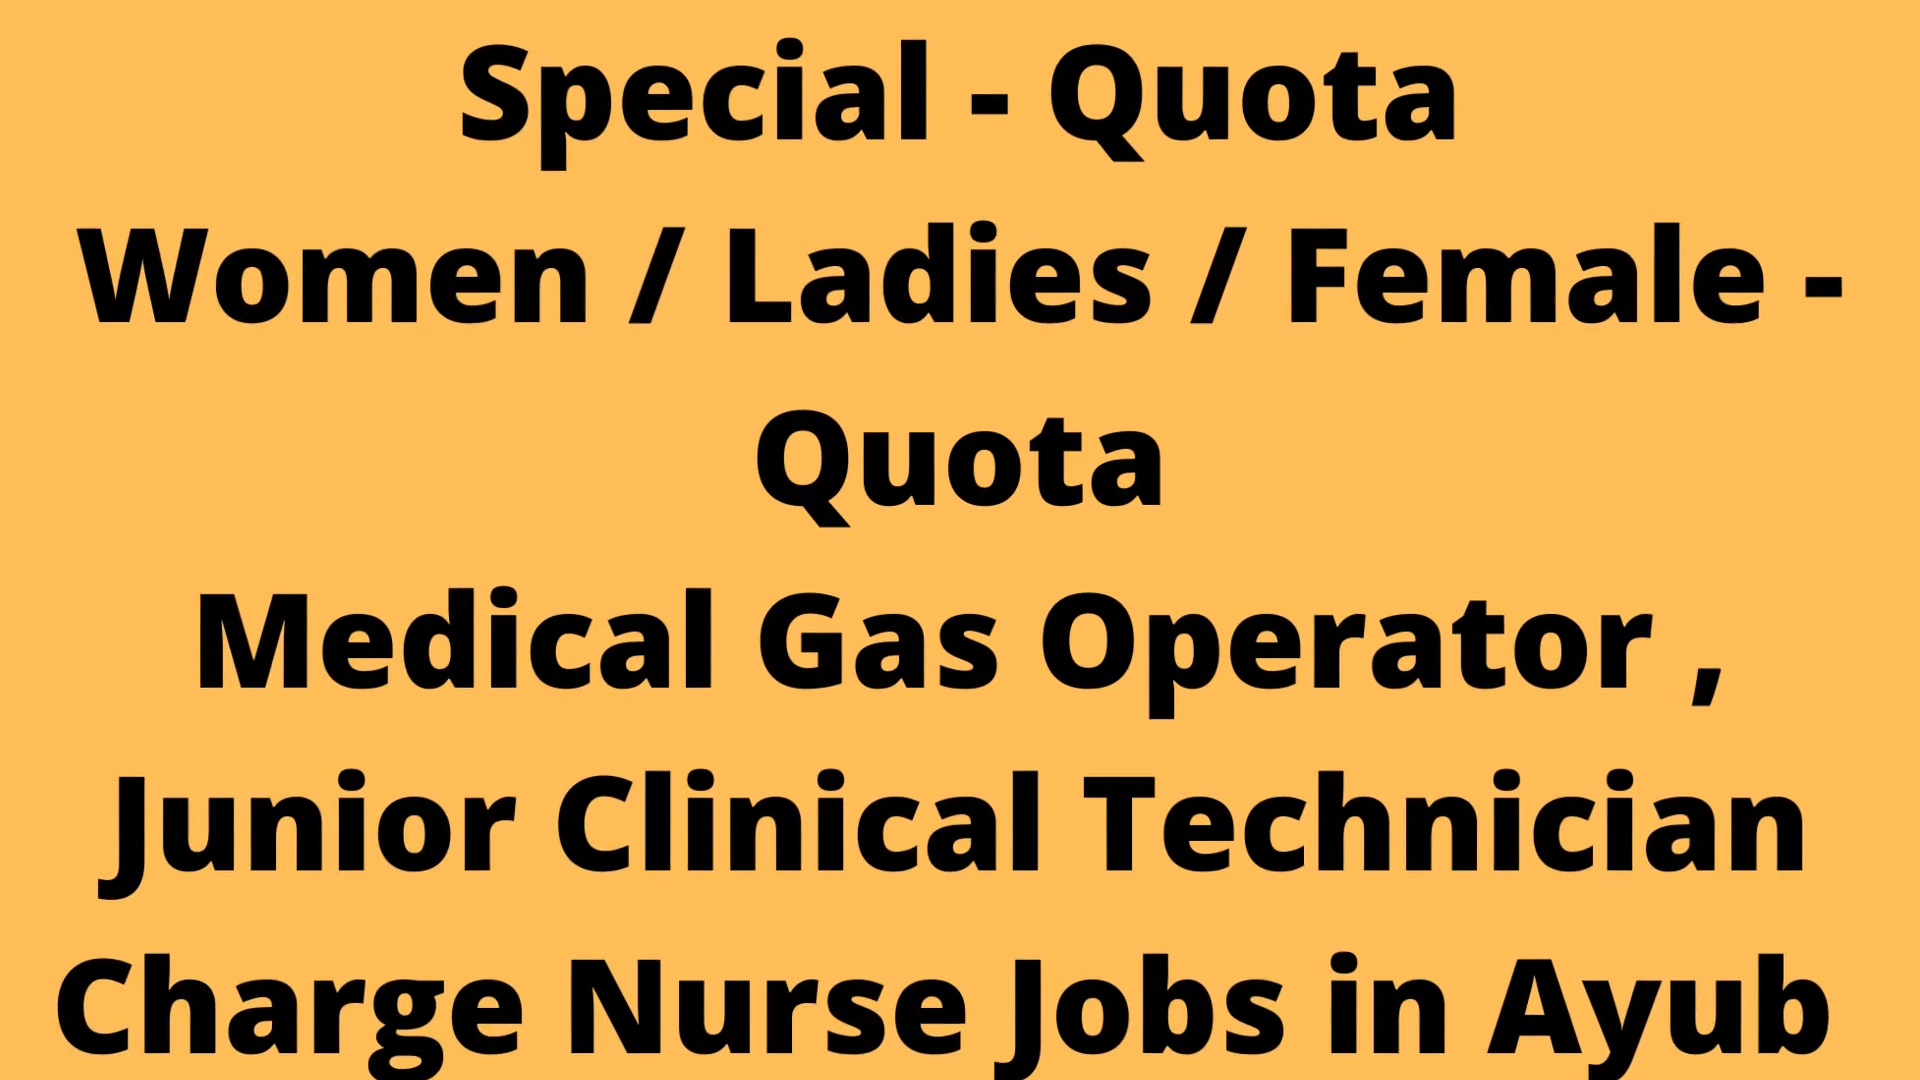 Special - Quota
Women / Ladies / Female -
Quota
Medical Gas Operator ,
Junior Clinical Technician
Charge Nurse Jobs in Ayub